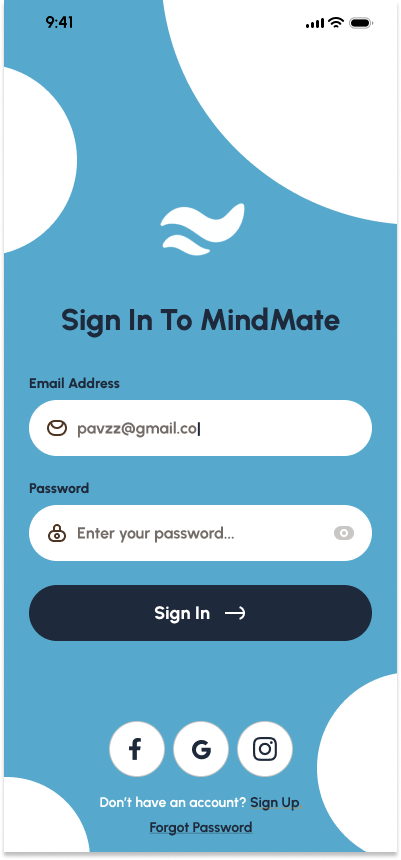 9:41
Sign In To MindMate
Email Address
pavzz@gmail.co
Password
Enter your password...
Sign In
Don't have an account? Sign Up.
Forgot Password